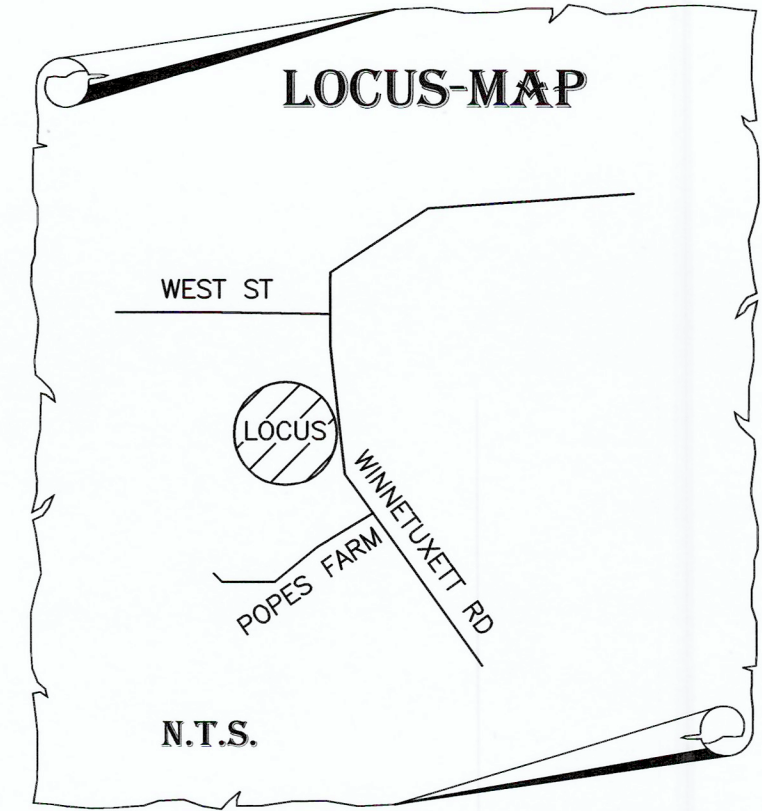 LOCUS-MAP
WEST ST
LOCUS
WINNETUXETT RD
POPES FARM
N.T.S.